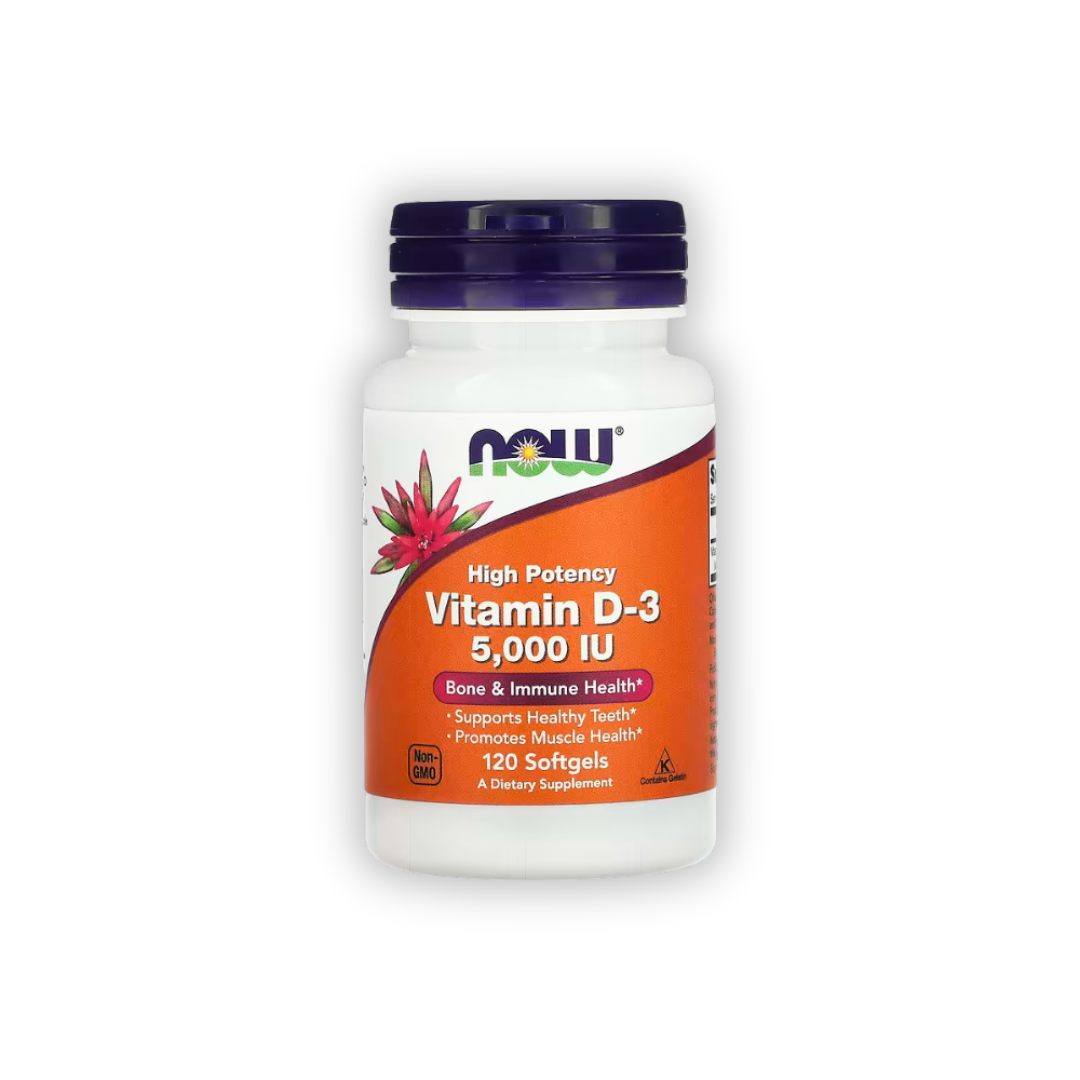 NOW®
High Potency
Vitamin D-3
5,000 IU
Bone & Immune Health*
· Supports Healthy Teeth*
· Promotes Muscle Health*
120 Softgels
A Dietary Supplement
Non-
GMO
K
Contains Gelatin